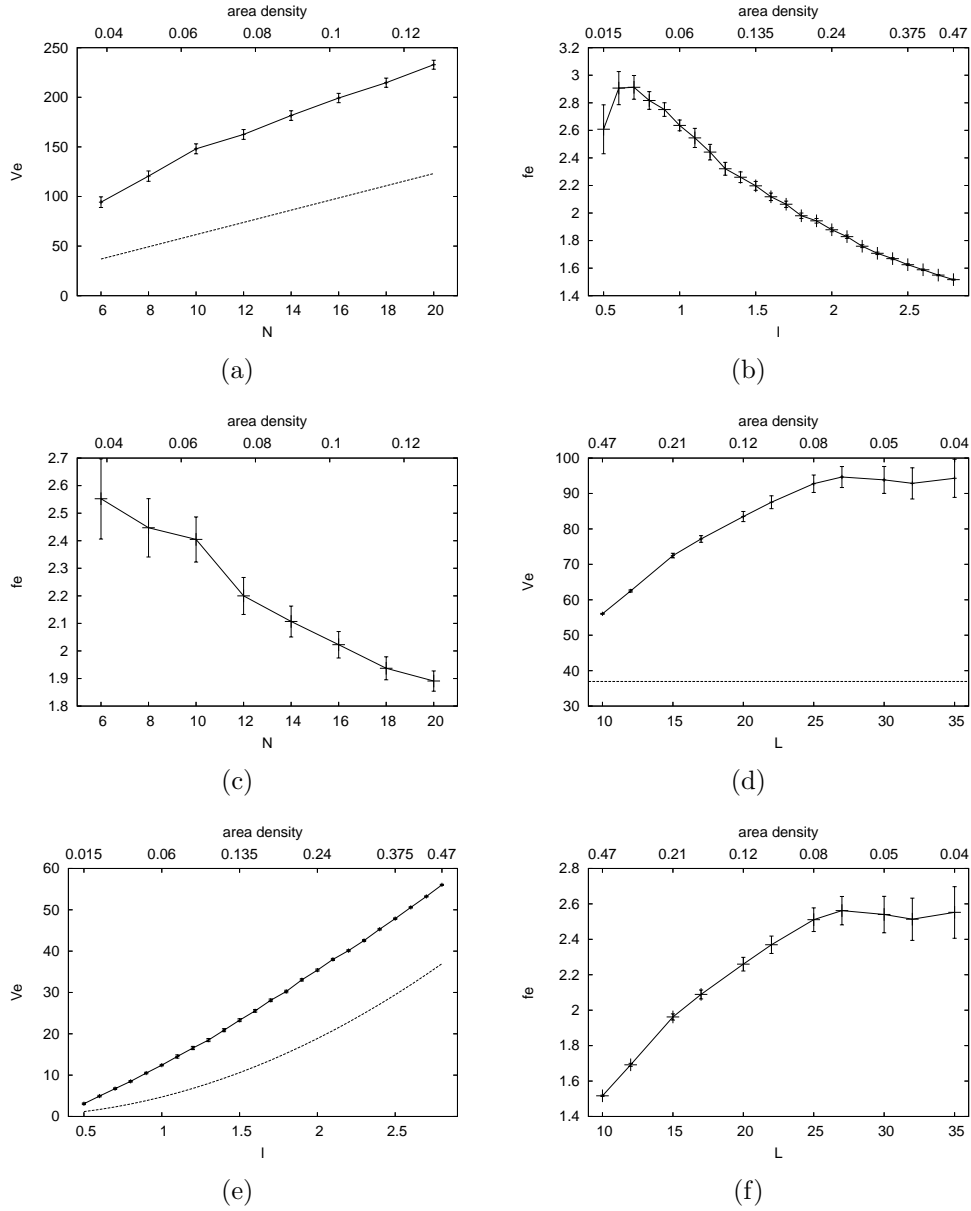 area density
0.04 0.06 0.08 0.1 0.12
250
200
150
100
50
0
Ve
6 8 10 12 14 16 18 20
N
(a)
area density
0.015 0.06 0.135 0.24 0.375 0.47
3.2
3
2.8
2.6
2.4
2.2
2
1.8
1.6
1.4
fe
0.5 1 1.5 2 2.5
l
(b)
area density
0.04 0.06 0.08 0.1 0.12
2.7
2.6
2.5
2.4
2.3
2.2
2.1
2
1.9
1.8
fe
6 8 10 12 14 16 18 20
N
(c)
area density
0.47 0.21 0.12 0.08 0.05 0.04
100
90
80
70
60
50
40
30
Ve
10 15 20 25 30 35
L
(d)
area density
0.015 0.06 0.135 0.24 0.375 0.47
60
50
40
30
20
10
0
Ve
0.5 1 1.5 2 2.5
l
(e)
area density
0.47 0.21 0.12 0.08 0.05 0.04
2.8
2.6
2.4
2.2
2
1.8
1.6
1.4
fe
10 15 20 25 30 35
L
(f)